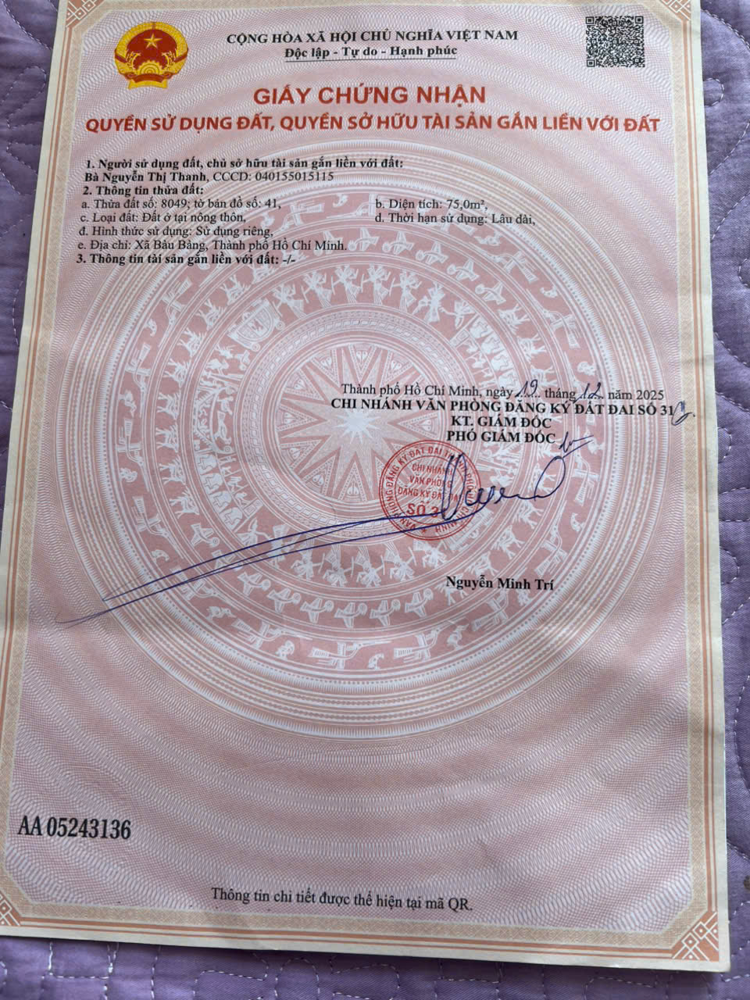 CỘNG HÒA XÃ HỘI CHỦ NGHĨA VIỆT NAM
Độc lập - Tự do - Hạnh phúc
GIẤY CHỨNG NHẬN
QUYỀN SỬ DỤNG ĐẤT, QUYỀN SỞ HỮU TÀI SẢN GẮN LIỀN VỚI ĐẤT
1. Người sử dụng đất, chủ sở hữu tài sản gắn liền với đất:
Bà Nguyễn Thị Thanh, CCCD: 040155015115
2. Thông tin thửa đất:
a. Thửa đất số: 8049; tờ bản đồ số: 41, b. Diện tích: 75,0m²,
c. Loại đất: Đất ở tại nông thôn, d. Thời hạn sử dụng: Lâu dài,
đ. Hình thức sử dụng: Sử dụng riêng,
e. Địa chỉ: Xã Bàu Bàng, Thành phố Hồ Chí Minh.
3. Thông tin tài sản gắn liền với đất: -/-
Thành phố Hồ Chí Minh, ngày 19 tháng 12 năm 2025
CHI NHÁNH VĂN PHÒNG ĐĂNG KÝ ĐẤT ĐAI SỐ 31
KT. GIÁM ĐỐC
PHÓ GIÁM ĐỐC
VĂN PHÒNG ĐĂNG KÝ ĐẤT ĐAI
CHI NHÁNH
VĂN PHÒNG
ĐĂNG KÝ ĐẤT ĐAI
SỐ 3
Nguyễn Minh Trí
AA 05243136
Thông tin chi tiết được thể hiện tại mã QR.